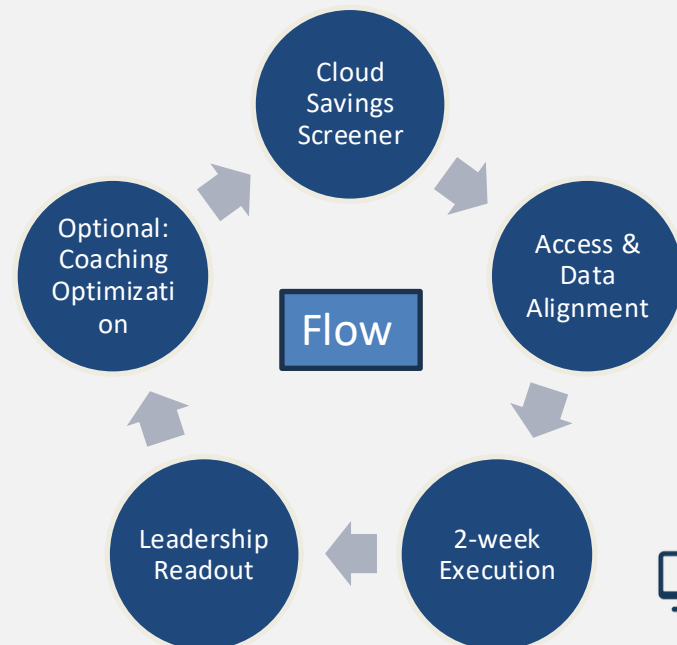 Cloud
Savings
Screener
Access &
Data
Alignment
2-week
Execution
Leadership
Readout
Optional:
Coaching
Optimizati
on
Flow